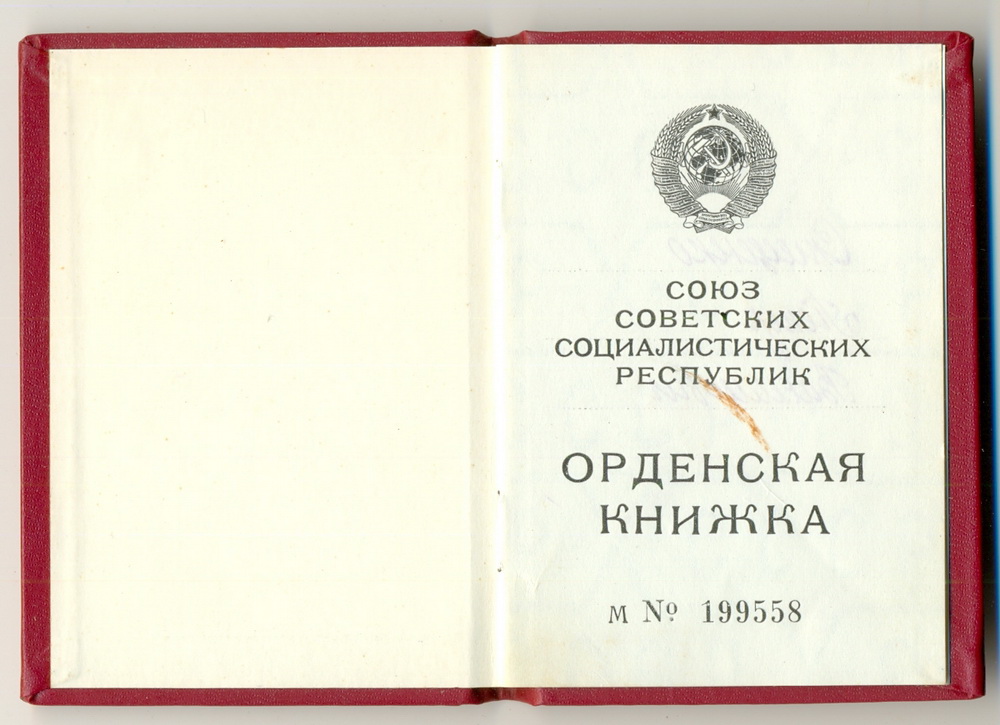 СОЮЗ
СОВЕТСКИХ
СОЦИАЛИСТИЧЕСКИХ
РЕСПУБЛИК
ОРДЕНСКАЯ
КНИЖКА
М № 199558